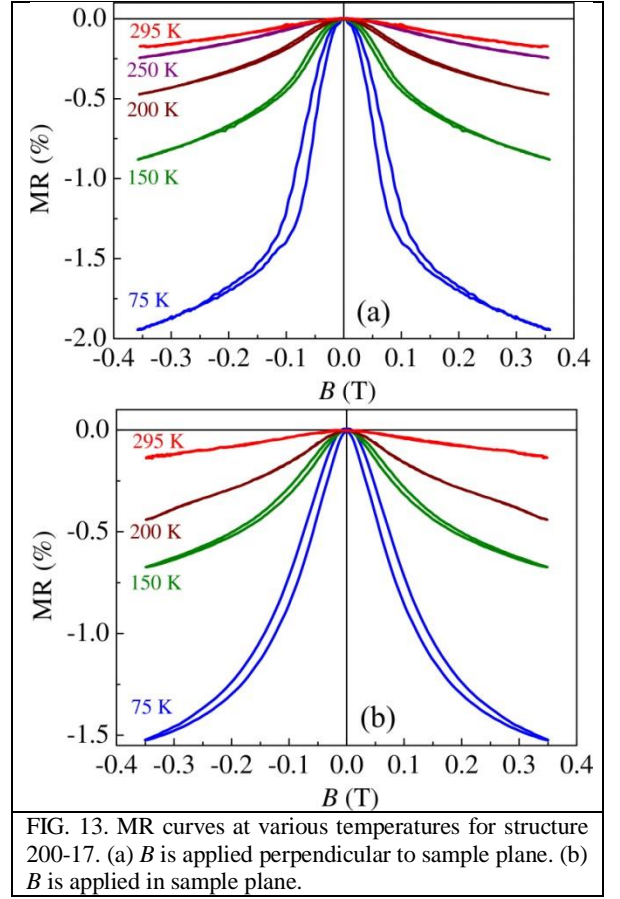 0.0
295 K
250 K
200 K
-0.5
150 K
MR (%)
-1.0
-1.5
75 K
(a)
-2.0
-0.4 -0.3 -0.2 -0.1 0.0 0.1 0.2 0.3 0.4
B (T)
0.0
295 K
200 K
-0.5
150 K
MR (%)
-1.0
75 K
(b)
-1.5
-0.4 -0.3 -0.2 -0.1 0.0 0.1 0.2 0.3 0.4
B (T)
FIG. 13. MR curves at various temperatures for structure
200-17. (a) B is applied perpendicular to sample plane. (b)
B is applied in sample plane.